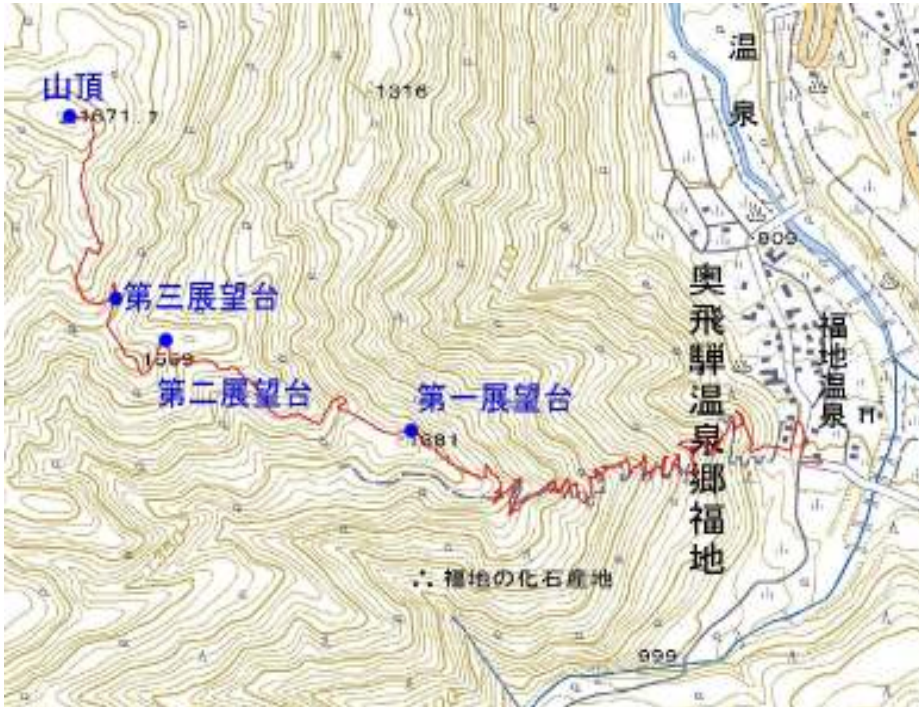 山頂
1671.7
1316
温泉
809
第三展望台
1559
第二展望台
第一展望台
1381
奥飛騨温泉郷福地
福地温泉
福地の化石産地
999